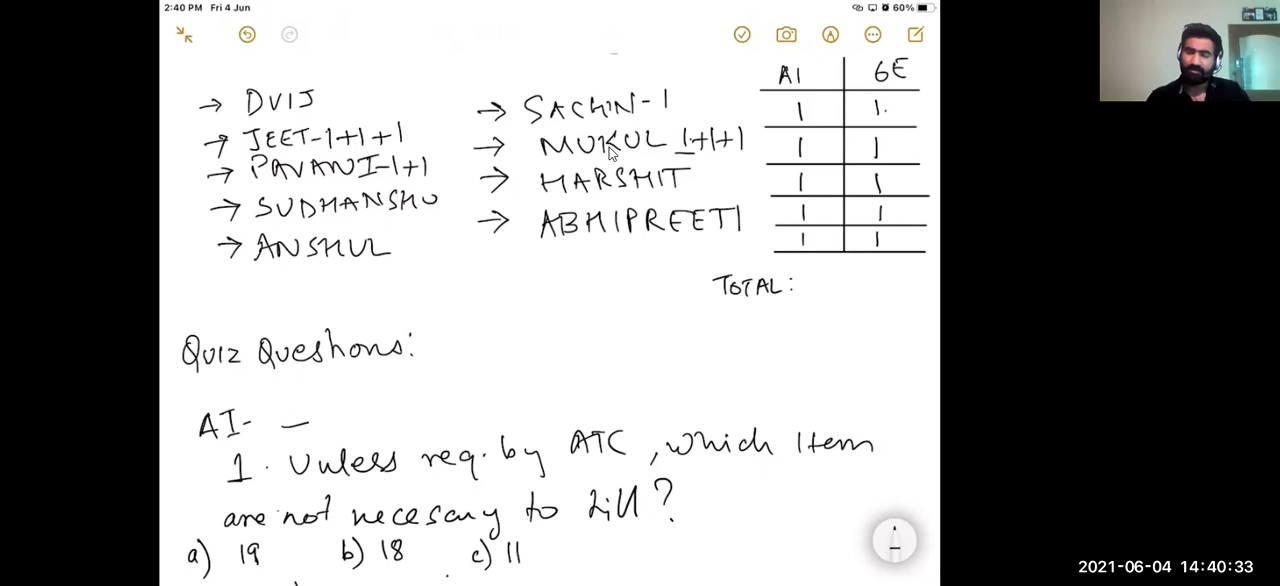 2:40 PM Fri 4 Jun
60%
→ DVIJ
→ JEET-1+1+1
→ PAVANI-1+1
→ SUDHANSHU
→ ANSHUL
→ SACHIN-1
→ MUKUL 1+1+1
→ HARSHIT
→ ABHIPREETI
AI 6E
1 1.
1 1
1 1
1 1
1 1
TOTAL:
Quiz Questions:
AI- —
1. Unless req. by ATC, which Item
are not necesary to fill?
a) 19 b) 18 c) 11
2021-06-04 14:40:33